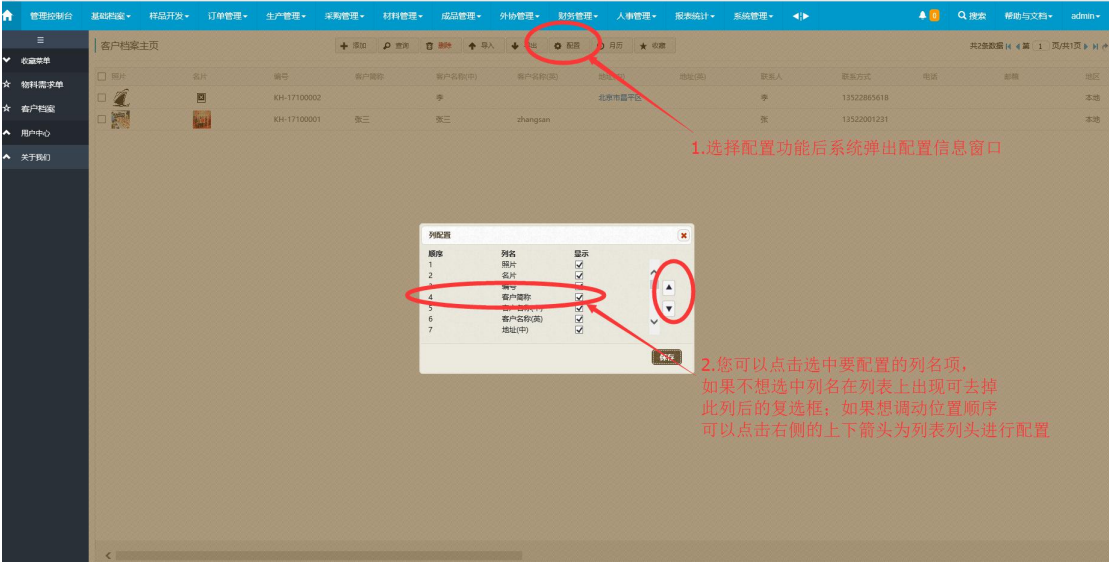 管理控制台 基础档案 样品开发 订单管理 生产管理 采购管理 材料管理 成品管理 外协管理 财务管理 人事管理 报表统计 系统管理 0 搜索 帮助与文档 admin
客户档案主页 添加 查询 删除 导入 导出 配置 月历 收藏 共2条数据 第 1 页/共1页
收藏菜单
物料需求单
客户档案
用户中心
关于我们
照片 名片 编号 客户简称 客户名称(中) 客户名称(英) 地址(中) 地址(英) 联系人 联系方式 电话 邮箱 地区
KH-17100002 李 北京市昌平区 李 13522865618 本地
KH-17100001 张三 张三 zhangsan 张 13522001231 本地
1.选择配置功能后系统弹出配置信息窗口
列配置
顺序 列名 显示
1 照片
2 名片
3 编号
4 客户简称
5 客户名称(中)
6 客户名称(英)
7 地址(中)
保存
2.您可以点击选中要配置的列名项，
如果不想选中列名在列表上出现可去掉
此列后的复选框；如果想调动位置顺序
可以点击右侧的上下箭头为列表列头进行配置